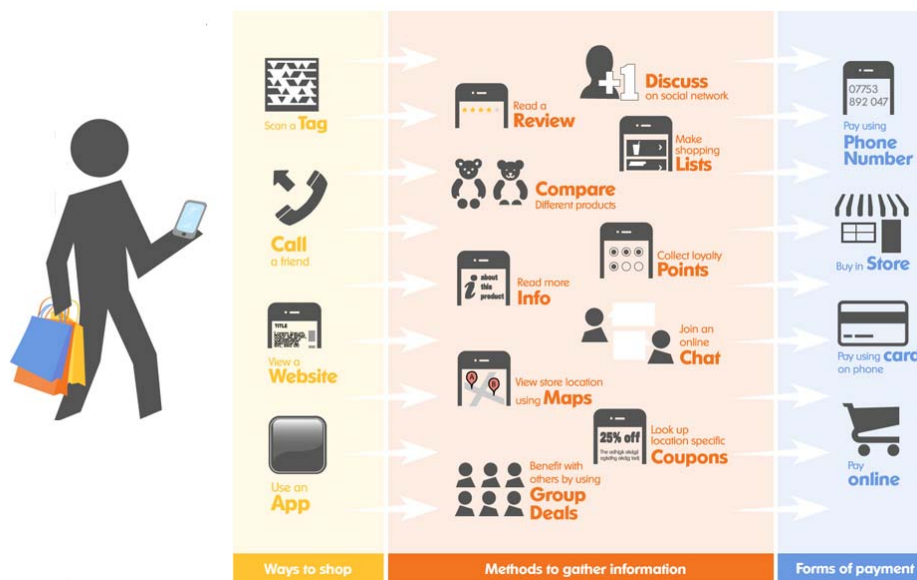 Scan a Tag
Call
a friend
TITLE
View a
Website
Use an
App
Ways to shop
+1
Discuss
on social network
Read a
Review
Make
shopping
Lists
Compare
Different products
Collect loyalty
Points
i about
this
product
Read more
Info
Join an
online
Chat
A
B
View store location
using Maps
25% off
Look up
location specific
Coupons
Benefit with
others by using
Group
Deals
Methods to gather information
07753
892 047
Pay using
Phone
Number
Buy in Store
Pay using card
on phone
Pay
online
Forms of payment